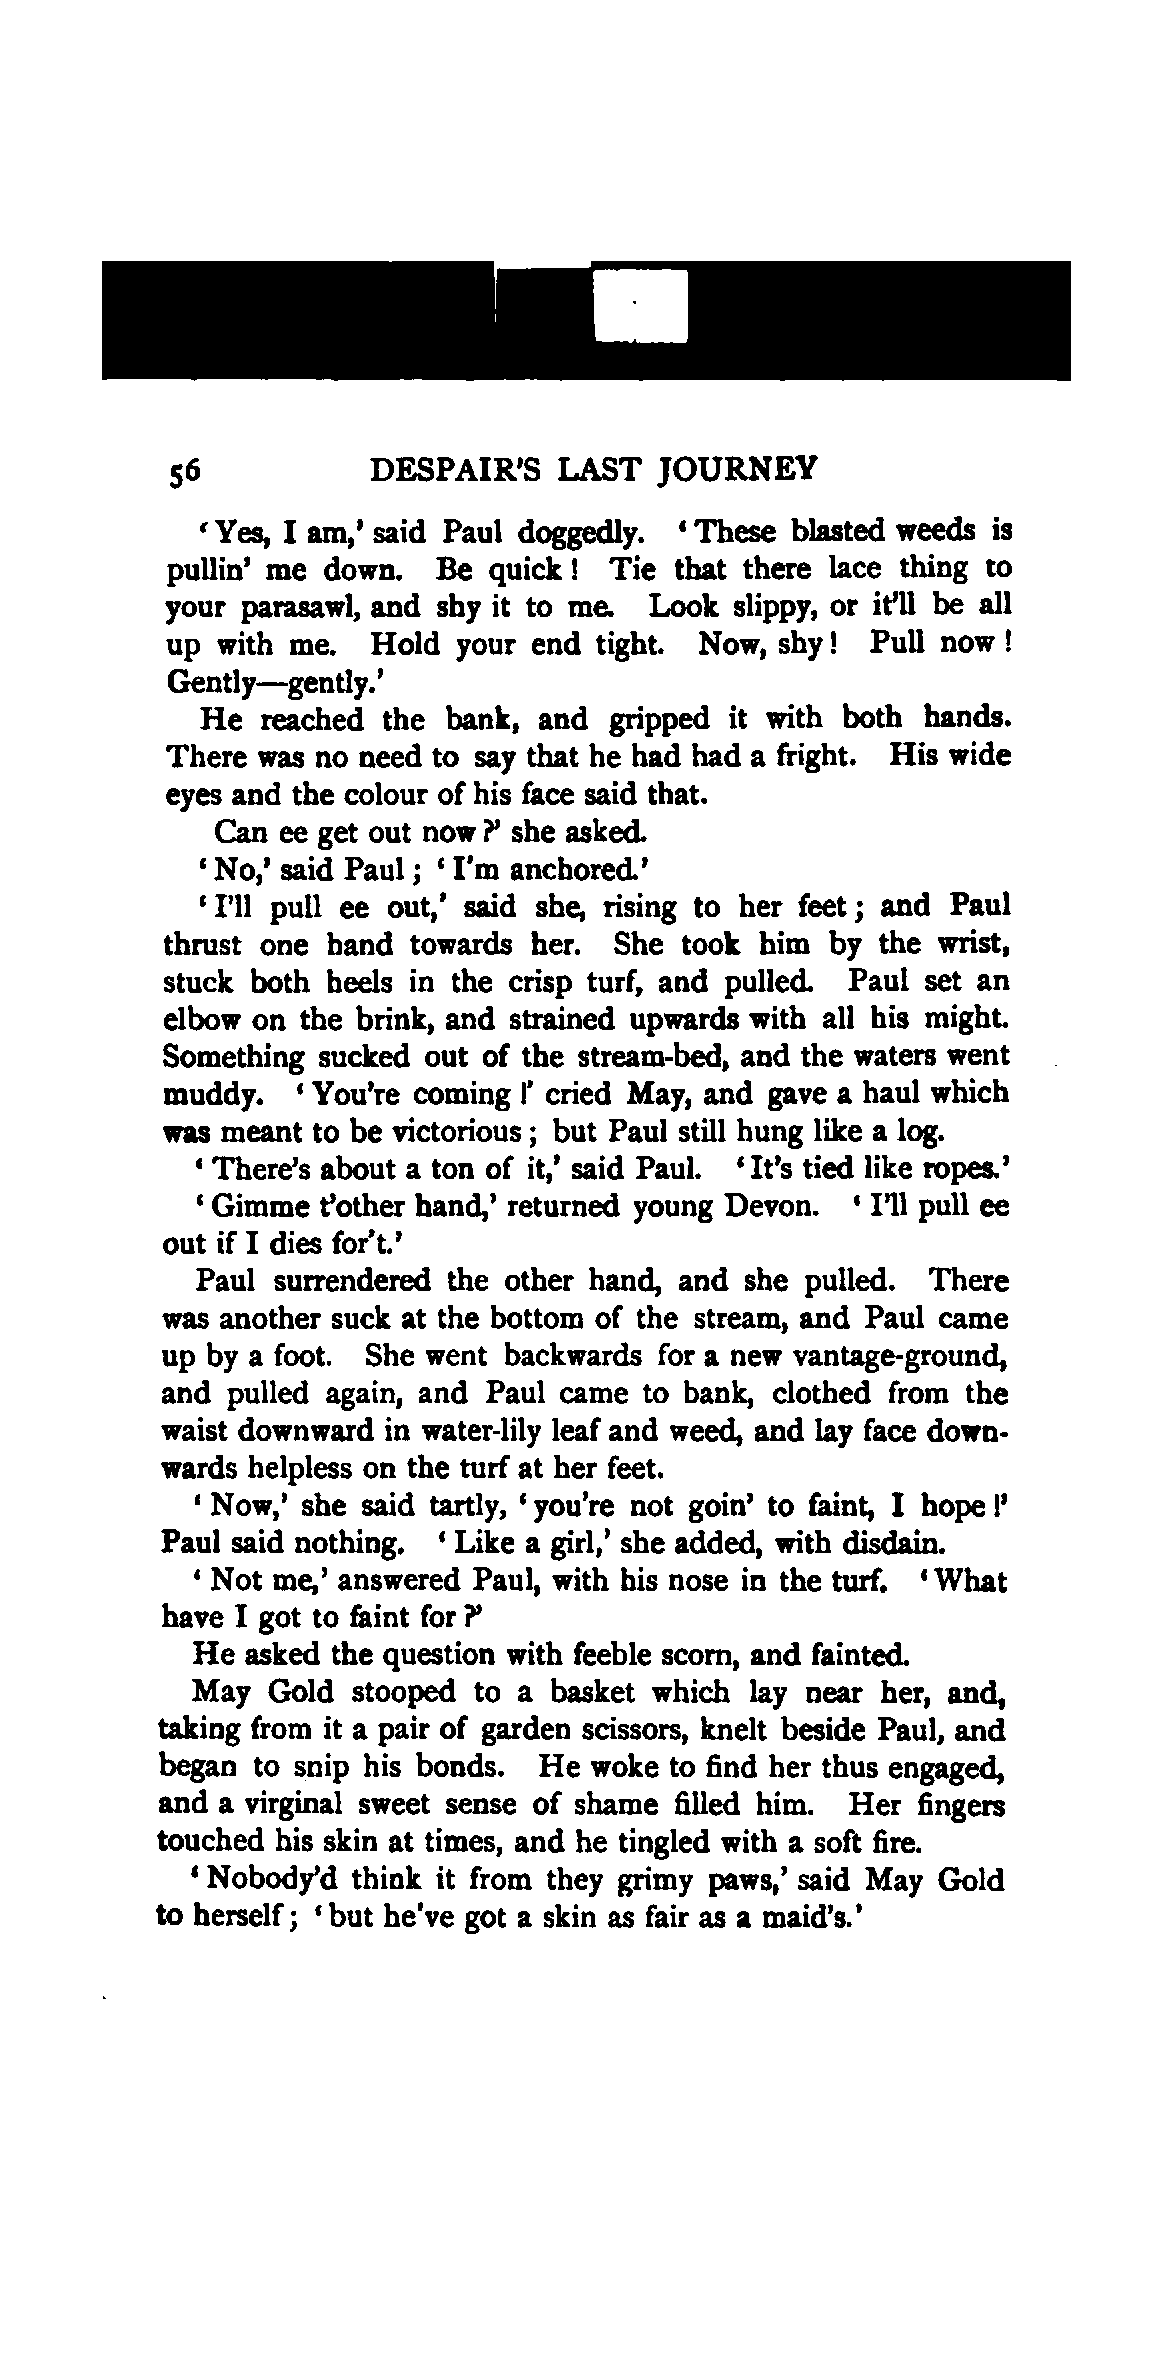 56 DESPAIR'S LAST JOURNEY
‘Yes, I am,’ said Paul doggedly. ‘These blasted weeds is
pullin’ me down. Be quick! Tie that there lace thing to
your parasawl, and shy it to me. Look slippy, or it’ll be all
up with me. Hold your end tight. Now, shy! Pull now!
Gently—gently.’
He reached the bank, and gripped it with both hands.
There was no need to say that he had had a fright. His wide
eyes and the colour of his face said that.
Can ee get out now?’ she asked.
‘No,’ said Paul; ‘I'm anchored.’
‘I'll pull ee out,’ said she, rising to her feet; and Paul
thrust one hand towards her. She took him by the wrist,
stuck both heels in the crisp turf, and pulled. Paul set an
elbow on the brink, and strained upwards with all his might.
Something sucked out of the stream-bed, and the waters went
muddy. ‘You're coming!’ cried May, and gave a haul which
was meant to be victorious; but Paul still hung like a log.
‘There's about a ton of it,’ said Paul. ‘It's tied like ropes.’
‘Gimme t’other hand,’ returned young Devon. ‘I'll pull ee
out if I dies for't.’
Paul surrendered the other hand, and she pulled. There
was another suck at the bottom of the stream, and Paul came
up by a foot. She went backwards for a new vantage-ground,
and pulled again, and Paul came to bank, clothed from the
waist downward in water-lily leaf and weed, and lay face down-
wards helpless on the turf at her feet.
‘Now,’ she said tartly, ‘you're not goin’ to faint, I hope!’
Paul said nothing. ‘Like a girl,’ she added, with disdain.
‘Not me,’ answered Paul, with his nose in the turf. ‘What
have I got to faint for?’
He asked the question with feeble scorn, and fainted.
May Gold stooped to a basket which lay near her, and,
taking from it a pair of garden scissors, knelt beside Paul, and
began to snip his bonds. He woke to find her thus engaged,
and a virginal sweet sense of shame filled him. Her fingers
touched his skin at times, and he tingled with a soft fire.
‘Nobody'd think it from they grimy paws,’ said May Gold
to herself; ‘but he've got a skin as fair as a maid's.’